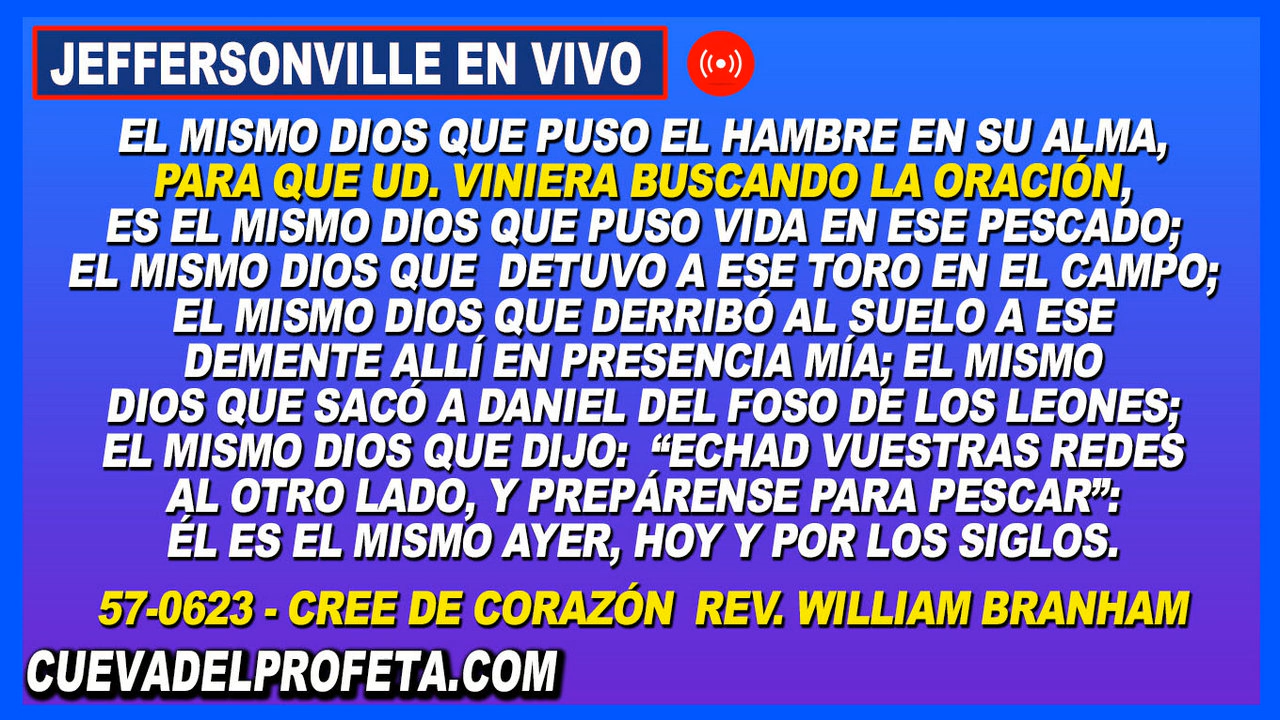 JEFFERSONVILLE EN VIVO
EL MISMO DIOS QUE PUSO EL HAMBRE EN SU ALMA,
PARA QUE UD. VINIERA BUSCANDO LA ORACIÓN,
ES EL MISMO DIOS QUE PUSO VIDA EN ESE PESCADO;
EL MISMO DIOS QUE DETUVO A ESE TORO EN EL CAMPO;
EL MISMO DIOS QUE DERRIBÓ AL SUELO A ESE
DEMENTE ALLÍ EN PRESENCIA MÍA; EL MISMO
DIOS QUE SACÓ A DANIEL DEL FOSO DE LOS LEONES;
EL MISMO DIOS QUE DIJO: “ECHAD VUESTRAS REDES
AL OTRO LADO, Y PREPÁRENSE PARA PESCAR”:
ÉL ES EL MISMO AYER, HOY Y POR LOS SIGLOS.
57-0623 - CREE DE CORAZÓN REV. WILLIAM BRANHAM
CUEVADELPROFETA.COM